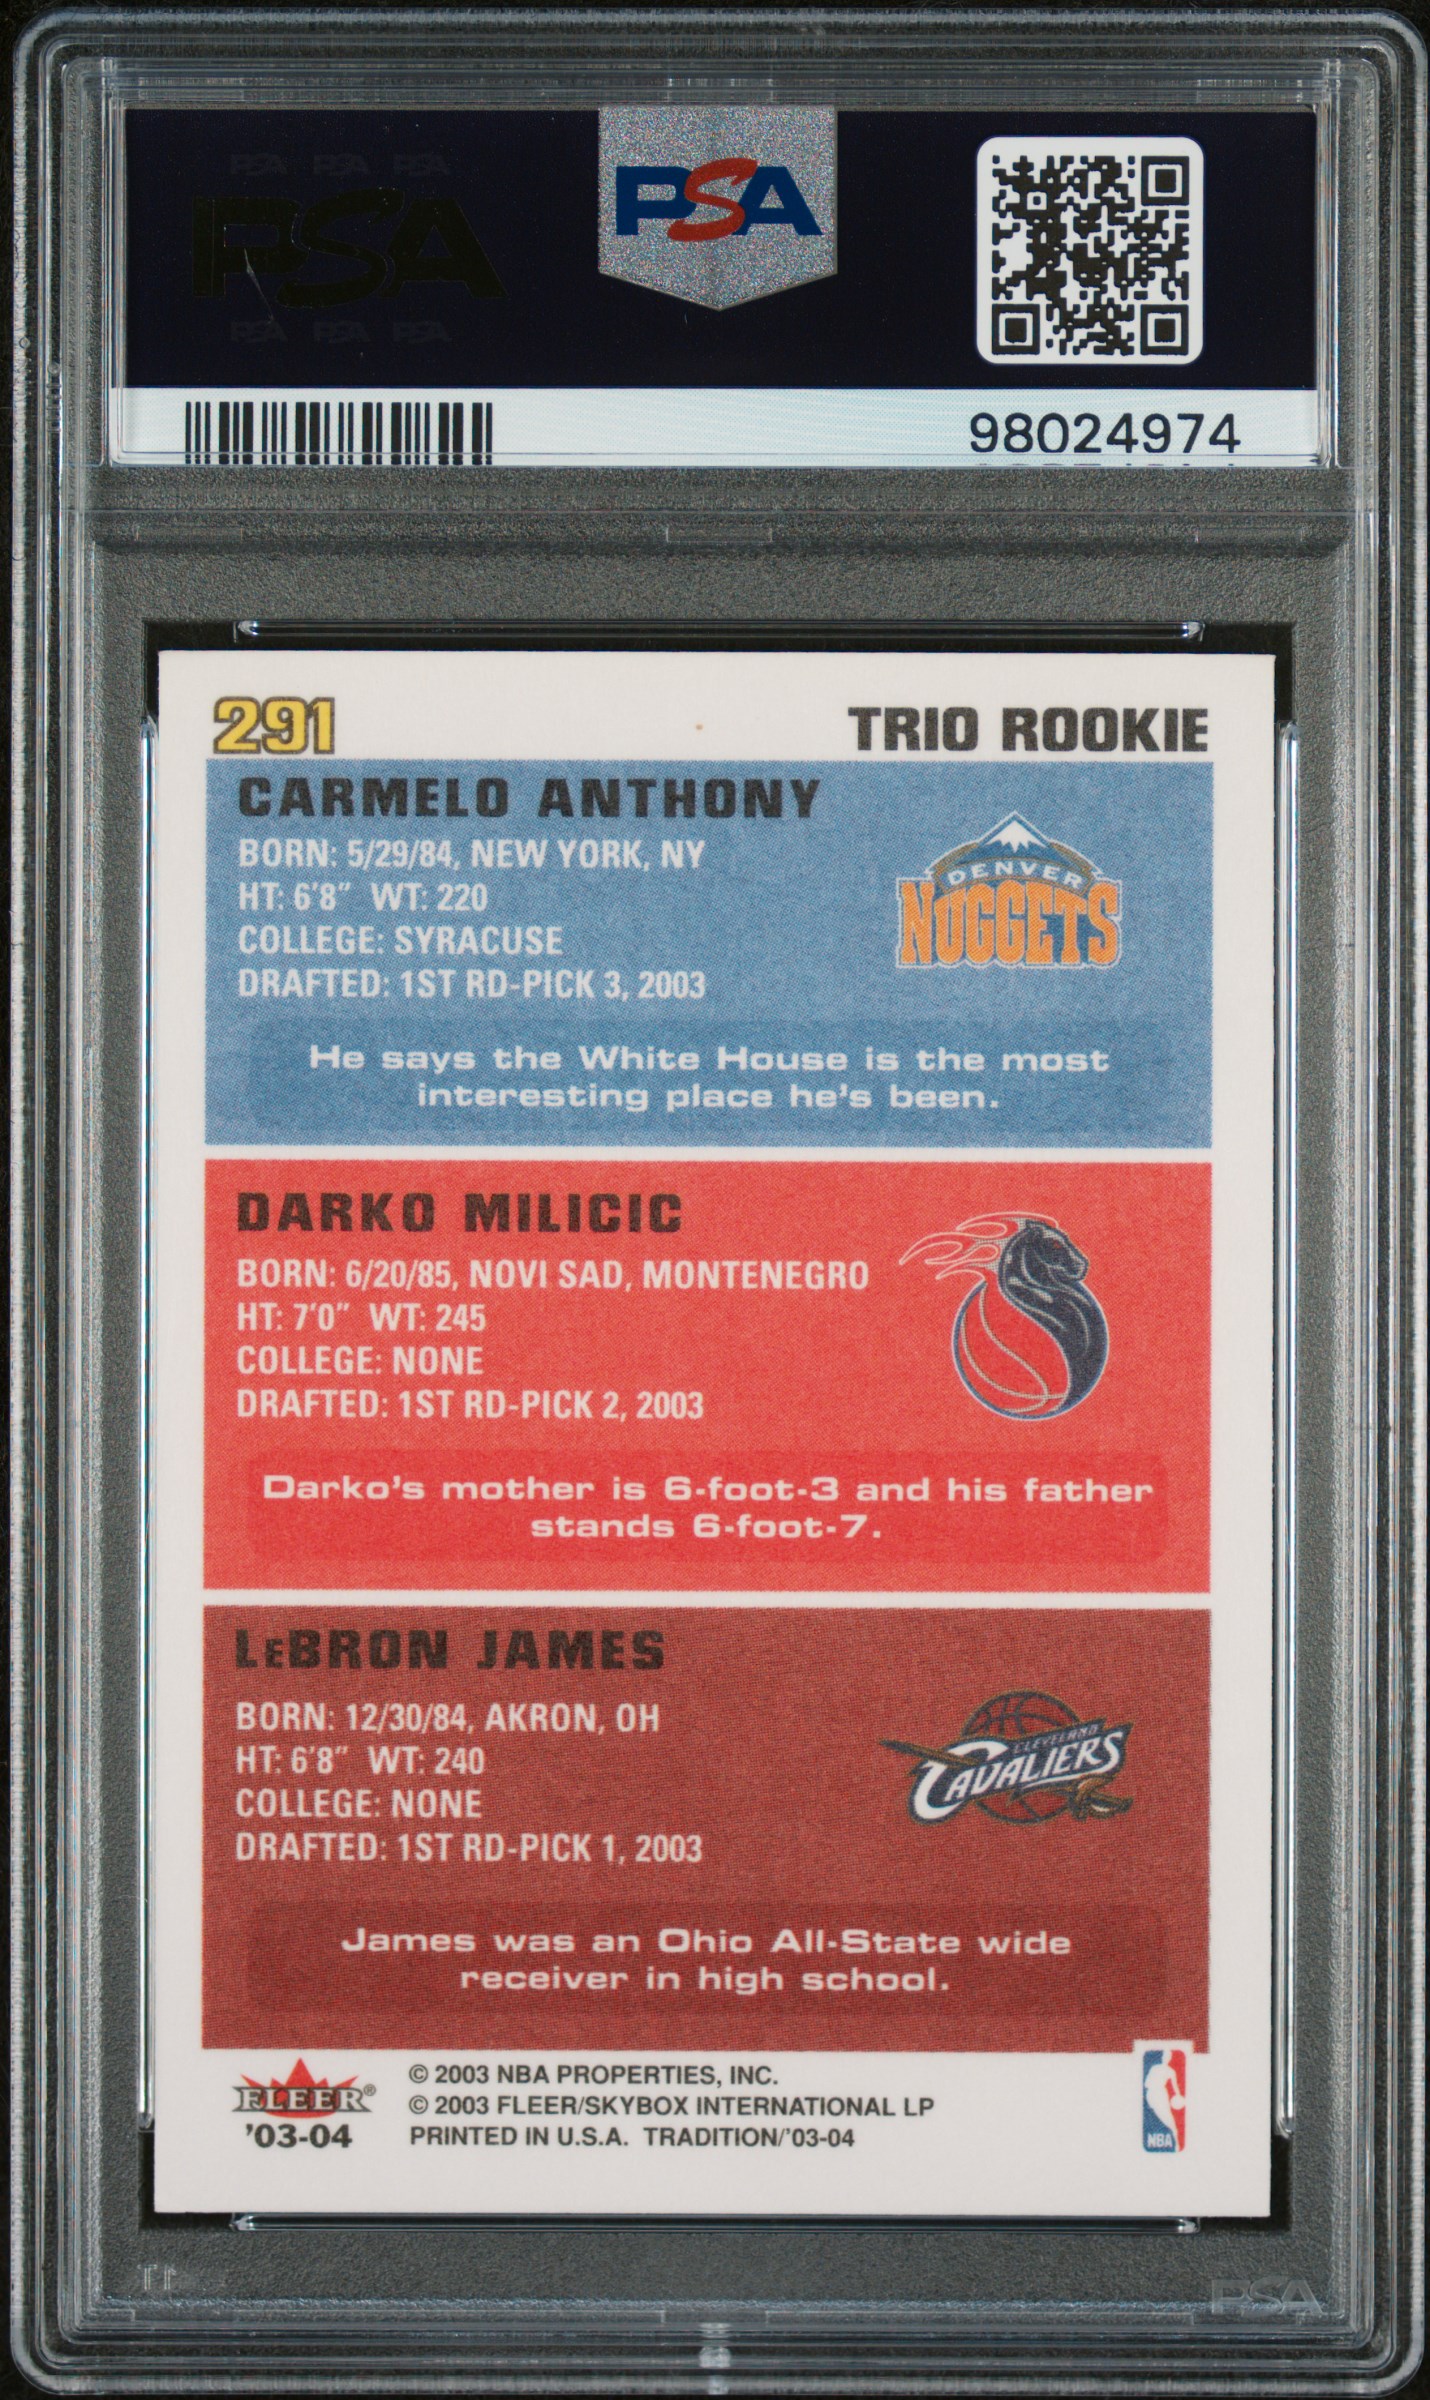 PSA PSA PSA
PSA
PSA PSA PSA
PSA
98024974
291
TRIO ROOKIE
CARMELO ANTHONY
BORN: 5/29/84, NEW YORK, NY
HT: 6'8" WT: 220
COLLEGE: SYRACUSE
DRAFTED: 1ST RD-PICK 3, 2003
DENVER
NUGGETS
He says the White House is the most
interesting place he's been.
DARKO MILICIC
BORN: 6/20/85, NOVI SAD, MONTENEGRO
HT: 7'0" WT: 245
COLLEGE: NONE
DRAFTED: 1ST RD-PICK 2, 2003
Darko's mother is 6-foot-3 and his father
stands 6-foot-7.
LeBRON JAMES
BORN: 12/30/84, AKRON, OH
HT: 6'8" WT: 240
COLLEGE: NONE
DRAFTED: 1ST RD-PICK 1, 2003
CLEVELAND
CAVALIERS
James was an Ohio All-State wide
receiver in high school.
FLEER®
'03-04
© 2003 NBA PROPERTIES, INC.
© 2003 FLEER/SKYBOX INTERNATIONAL LP
PRINTED IN U.S.A. TRADITION/'03-04
NBA
PSA